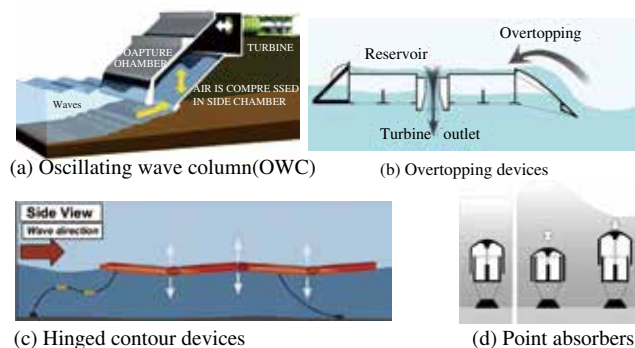 OAPTURE
OHAMBER
TURBINE
AIR IS COMPRE SSED
IN SIDE CHAMBER
Waves
(a) Oscillating wave column(OWC)
Overtopping
Reservoir
Turbine outlet
(b) Overtopping devices
Side View
Wave direction
(c) Hinged contour devices
(d) Point absorbers